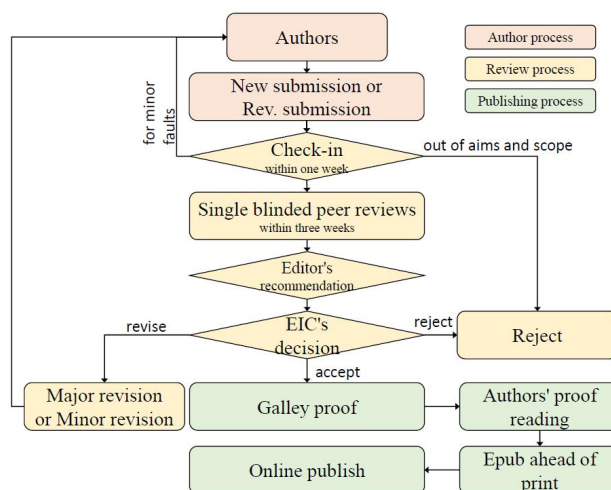 Authors
Author process
Review process
Publishing process
New submission or
Rev. submission
for minor
faults
Check-in
within one week
out of aims and scope
Single blinded peer reviews
within three weeks
Editor's
recommendation
revise
EIC's
decision
reject
Reject
accept
Major revision
or Minor revision
Galley proof
Authors' proof
reading
Online publish
Epub ahead of
print